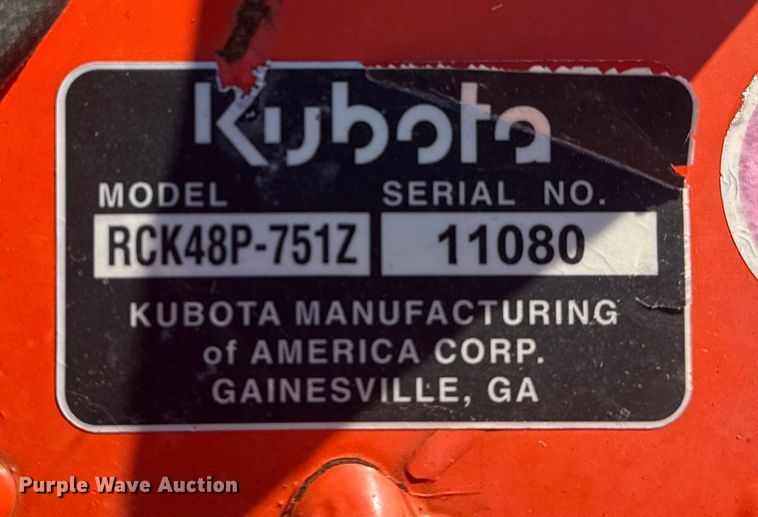 Kubota
MODEL SERIAL NO.
RCK48P-751Z 11080
KUBOTA MANUFACTURING
of AMERICA CORP.
GAINESVILLE, GA
Purple Wave Auction